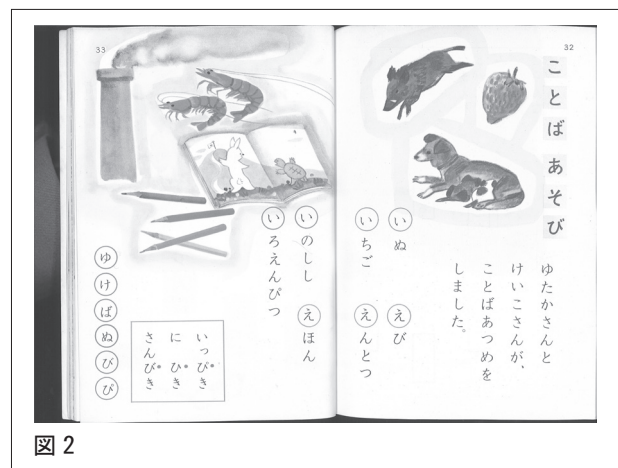 32
ことば あそび
ゆたかさんと
けいこさんが、
ことばあつめを
しました。
いぬ えび
いちご えんとつ
33
いのしし えほん
いろえんぴつ
いっぴき
に ひき
さんびき
ゆ け ば ぬ び ぴ
図2